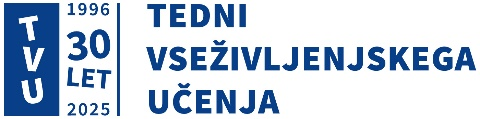 TVU
1996
30
LET
2025
TEDNI
VSEŽIVLJENJSKEGA
UČENJA